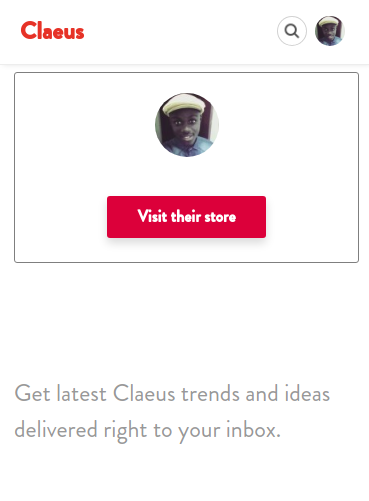 Claeus
Visit their store
Get latest Claeus trends and ideas
delivered right to your inbox.